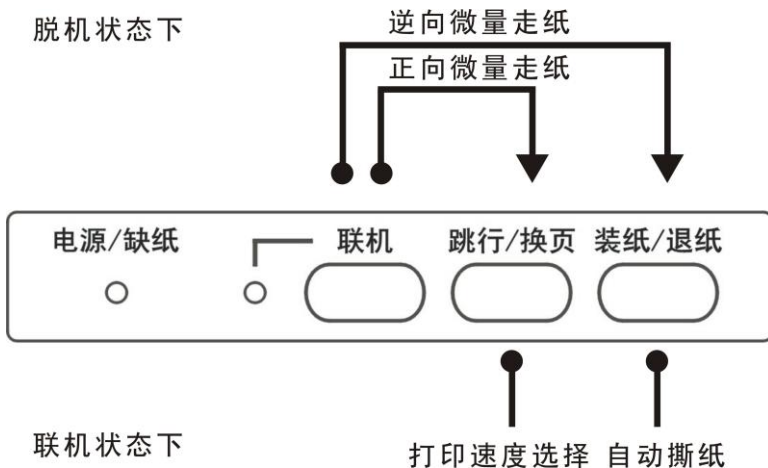 脱机状态下
逆向微量走纸
正向微量走纸
电源/缺纸 联机 跳行/换页 装纸/退纸
联机状态下
打印速度选择 自动撕纸